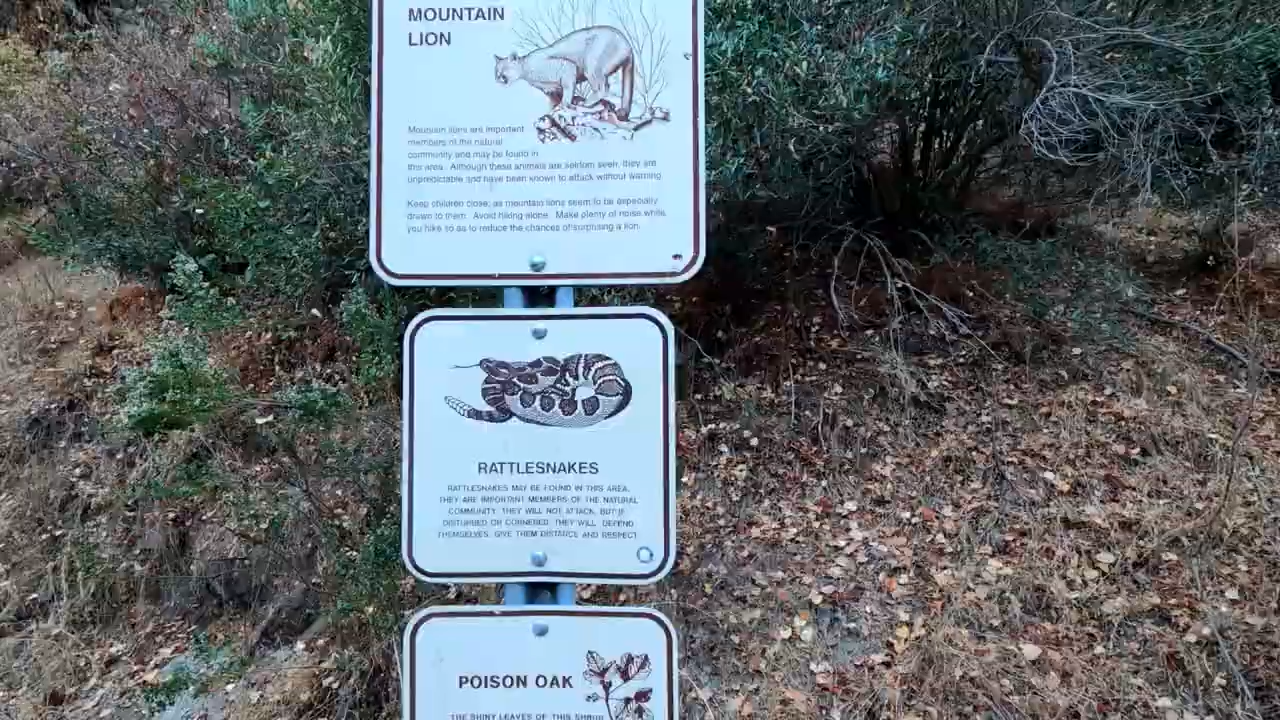 MOUNTAIN
LION
Mountain lions are important
members of the natural
community and may be found in
this area. Although these animals are seldom seen, they are
unpredictable and have been known to attack without warning.
Keep children close, as mountain lions seem to be especially
drawn to them. Avoid hiking alone. Make plenty of noise while
you hike so as to reduce the chances of surprising a lion.
RATTLESNAKES
RATTLESNAKES MAY BE FOUND IN THIS AREA.
THEY ARE IMPORTANT MEMBERS OF THE NATURAL
COMMUNITY. THEY WILL NOT ATTACK, BUT IF
DISTURBED OR CORNERED, THEY WILL DEFEND
THEMSELVES. GIVE THEM DISTANCE AND RESPECT.
POISON OAK
THE SHINY LEAVES OF THIS SHRUB